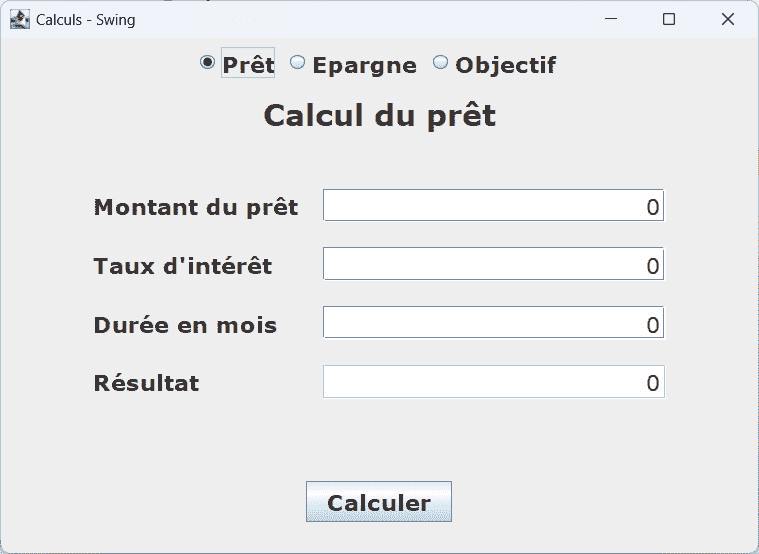 Calculs - Swing
Prêt Epargne Objectif
Calcul du prêt
Montant du prêt 0
Taux d'intérêt 0
Durée en mois 0
Résultat 0
Calculer